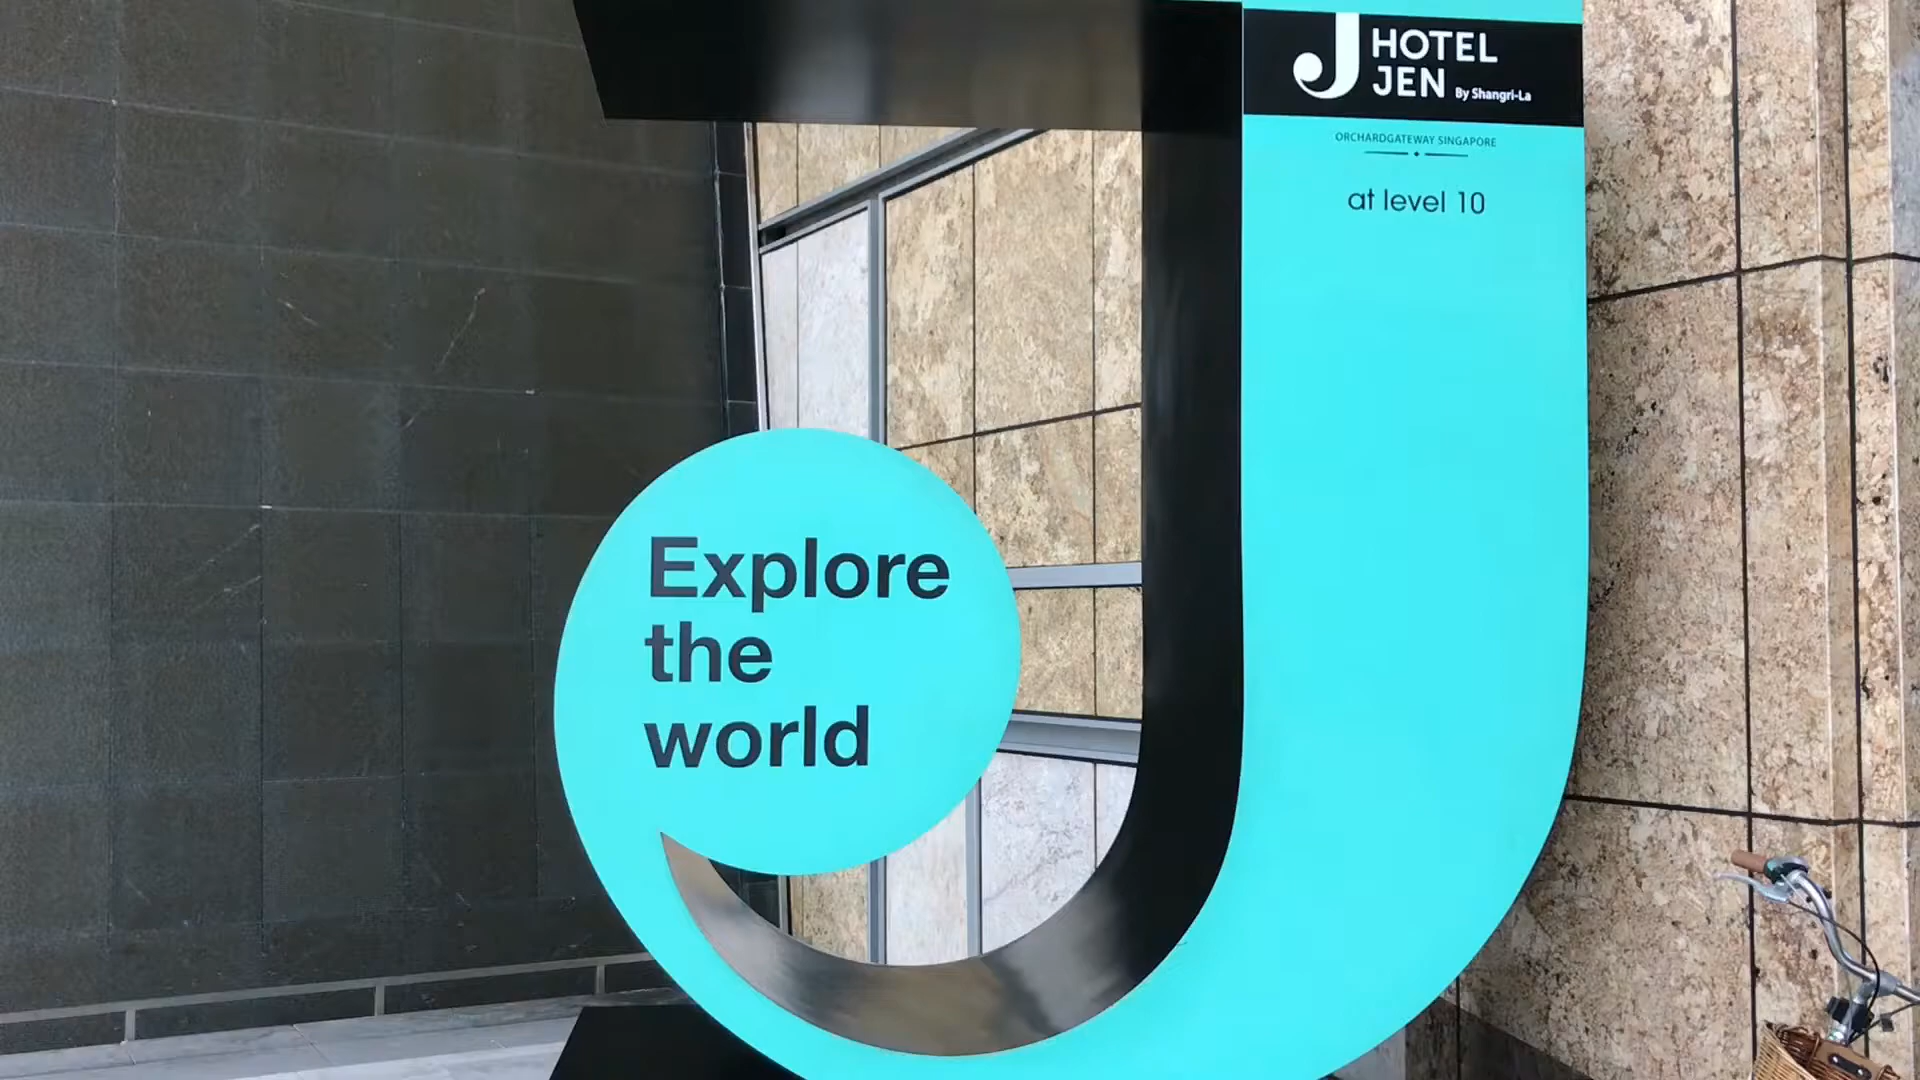 J HOTEL
JEN By Shangri-La
ORCHARDGATEWAY SINGAPORE
at level 10
Explore
the
world